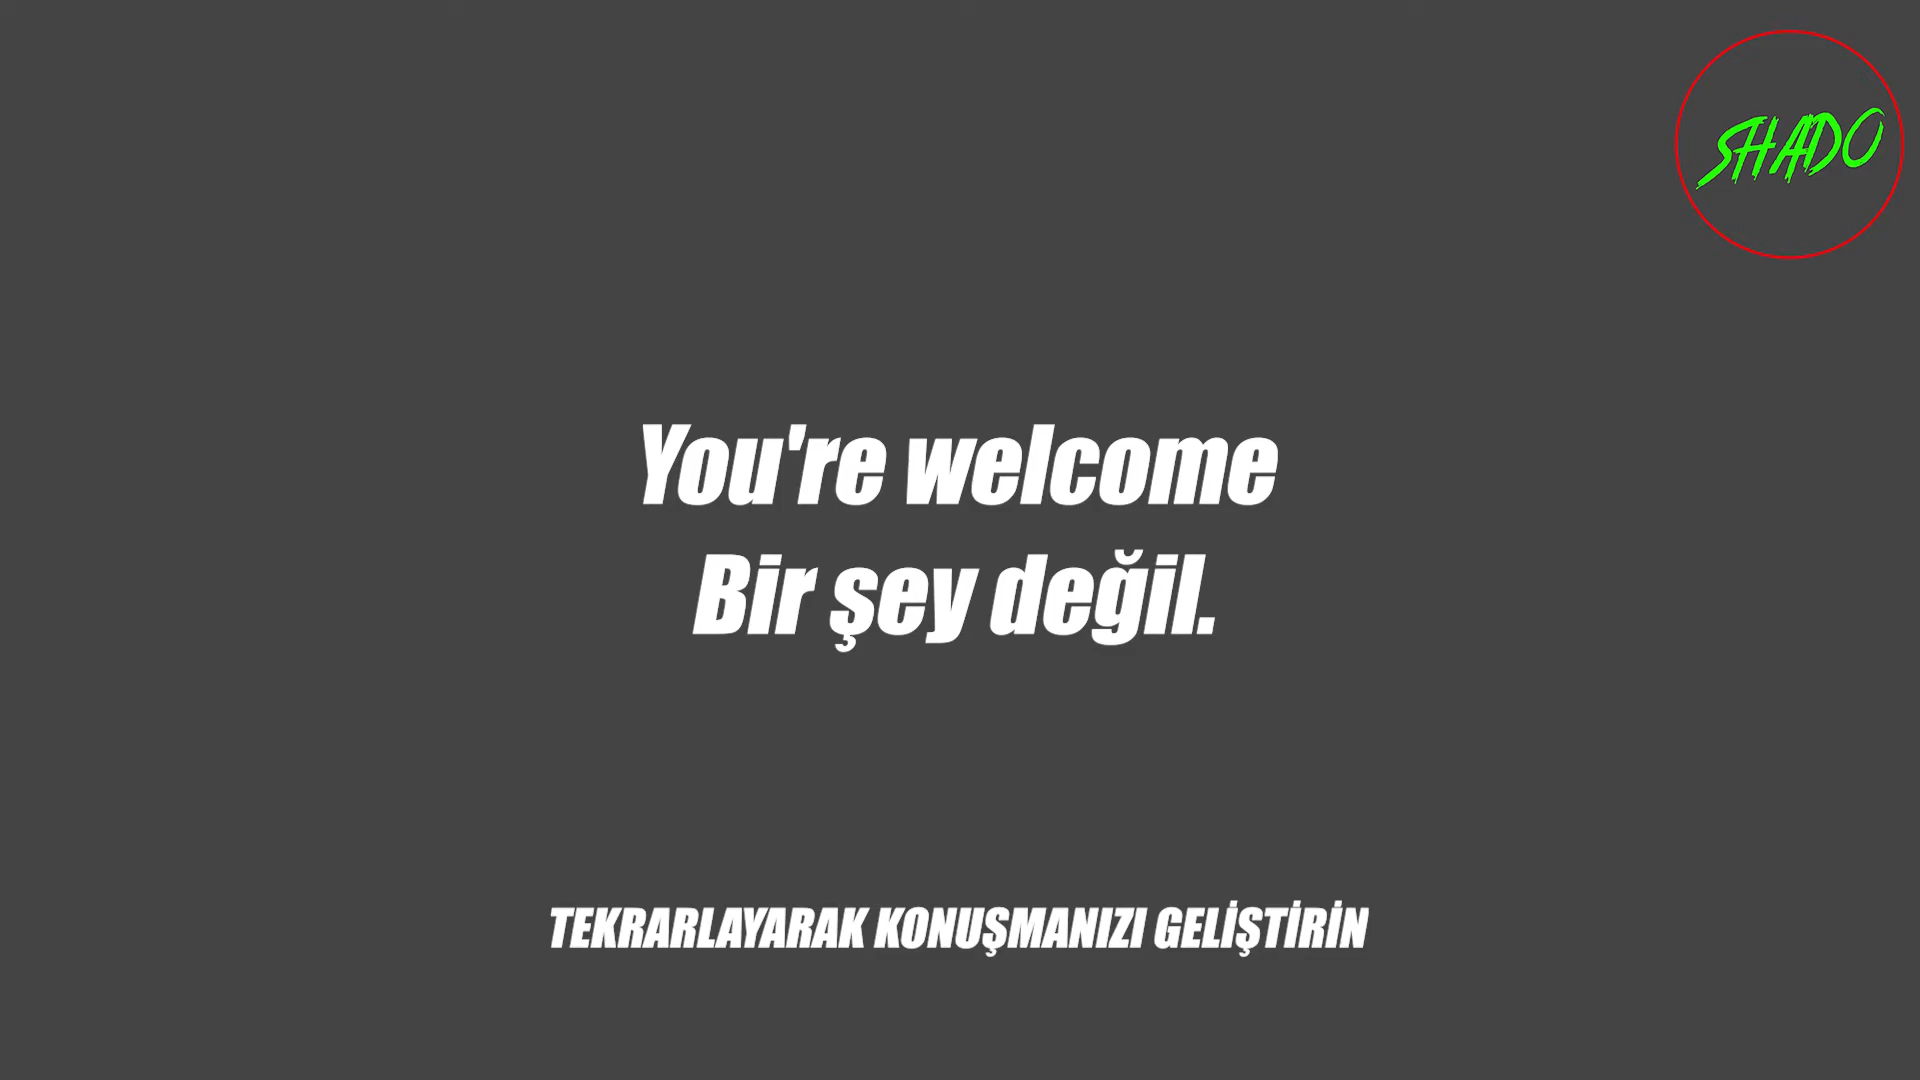 SHADO
You're welcome
Bir şey değil.
TEKRARLAYARAK KONUŞMANIZI GELİŞTİRİN